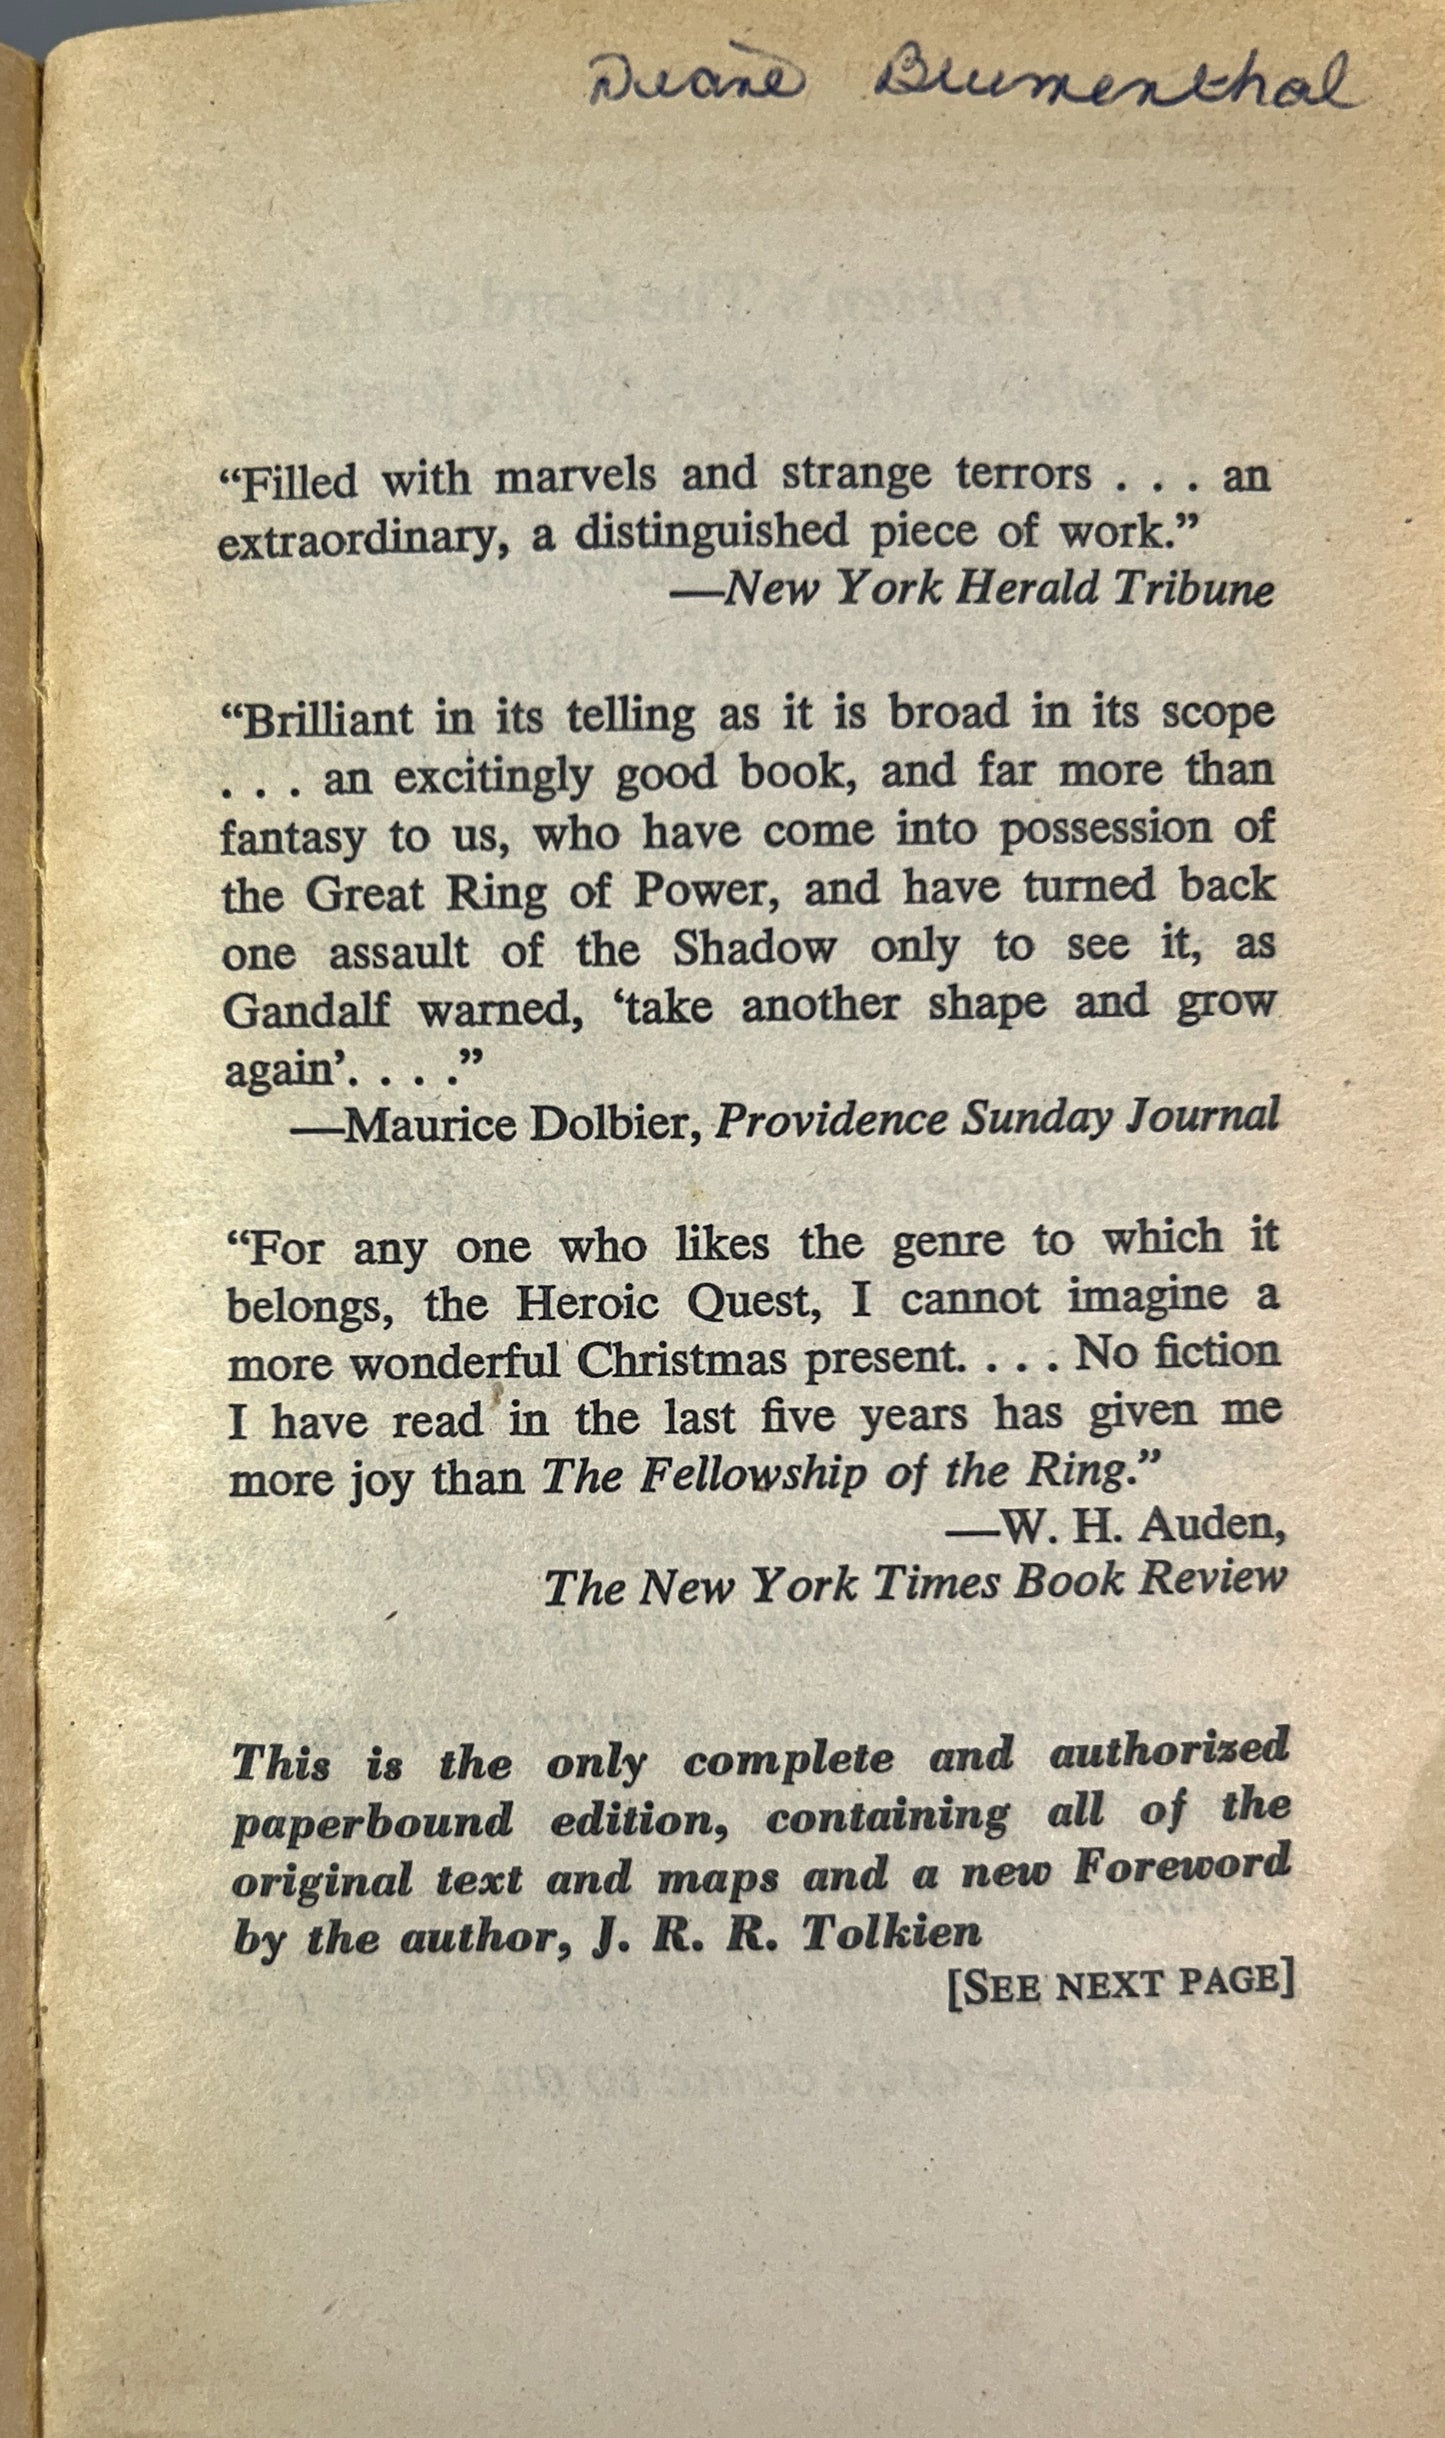 Diane Blumenthal
“Filled with marvels and strange terrors . . . an
extraordinary, a distinguished piece of work.”
—New York Herald Tribune
“Brilliant in its telling as it is broad in its scope
. . . an excitingly good book, and far more than
fantasy to us, who have come into possession of
the Great Ring of Power, and have turned back
one assault of the Shadow only to see it, as
Gandalf warned, ‘take another shape and grow
again’. . . .”
—Maurice Dolbier, Providence Sunday Journal
“For any one who likes the genre to which it
belongs, the Heroic Quest, I cannot imagine a
more wonderful Christmas present. . . . No fiction
I have read in the last five years has given me
more joy than The Fellowship of the Ring.”
—W. H. Auden,
The New York Times Book Review
This is the only complete and authorized
paperbound edition, containing all of the
original text and maps and a new Foreword
by the author, J. R. R. Tolkien
[SEE NEXT PAGE]